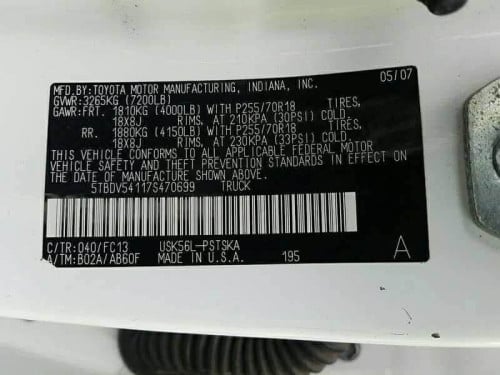 MFD.BY:TOYOTA MOTOR MANUFACTURING, INDIANA, INC. 05/07
GVWR:3265KG (7200LB)
GAWR:FRT. 1810KG (4000LB) WITH P255/70R18 TIRES,
18X8J RIMS, AT 210KPA (30PSI) COLD.
RR. 1880KG (4150LB) WITH P255/70R18 TIRES,
18X8J RIMS, AT 230KPA (33PSI) COLD.
THIS VEHICLE CONFORMS TO ALL APPLICABLE FEDERAL MOTOR
VEHICLE SAFETY AND THEFT PREVENTION STANDARDS IN EFFECT ON
THE DATE OF MANUFACTURE SHOWN ABOVE.
5TBDV54117S470699 TRUCK
C/TR:040/FC13 USK56L-PSTSKA A
A/TM:B02A/AB60F MADE IN U.S.A. 195